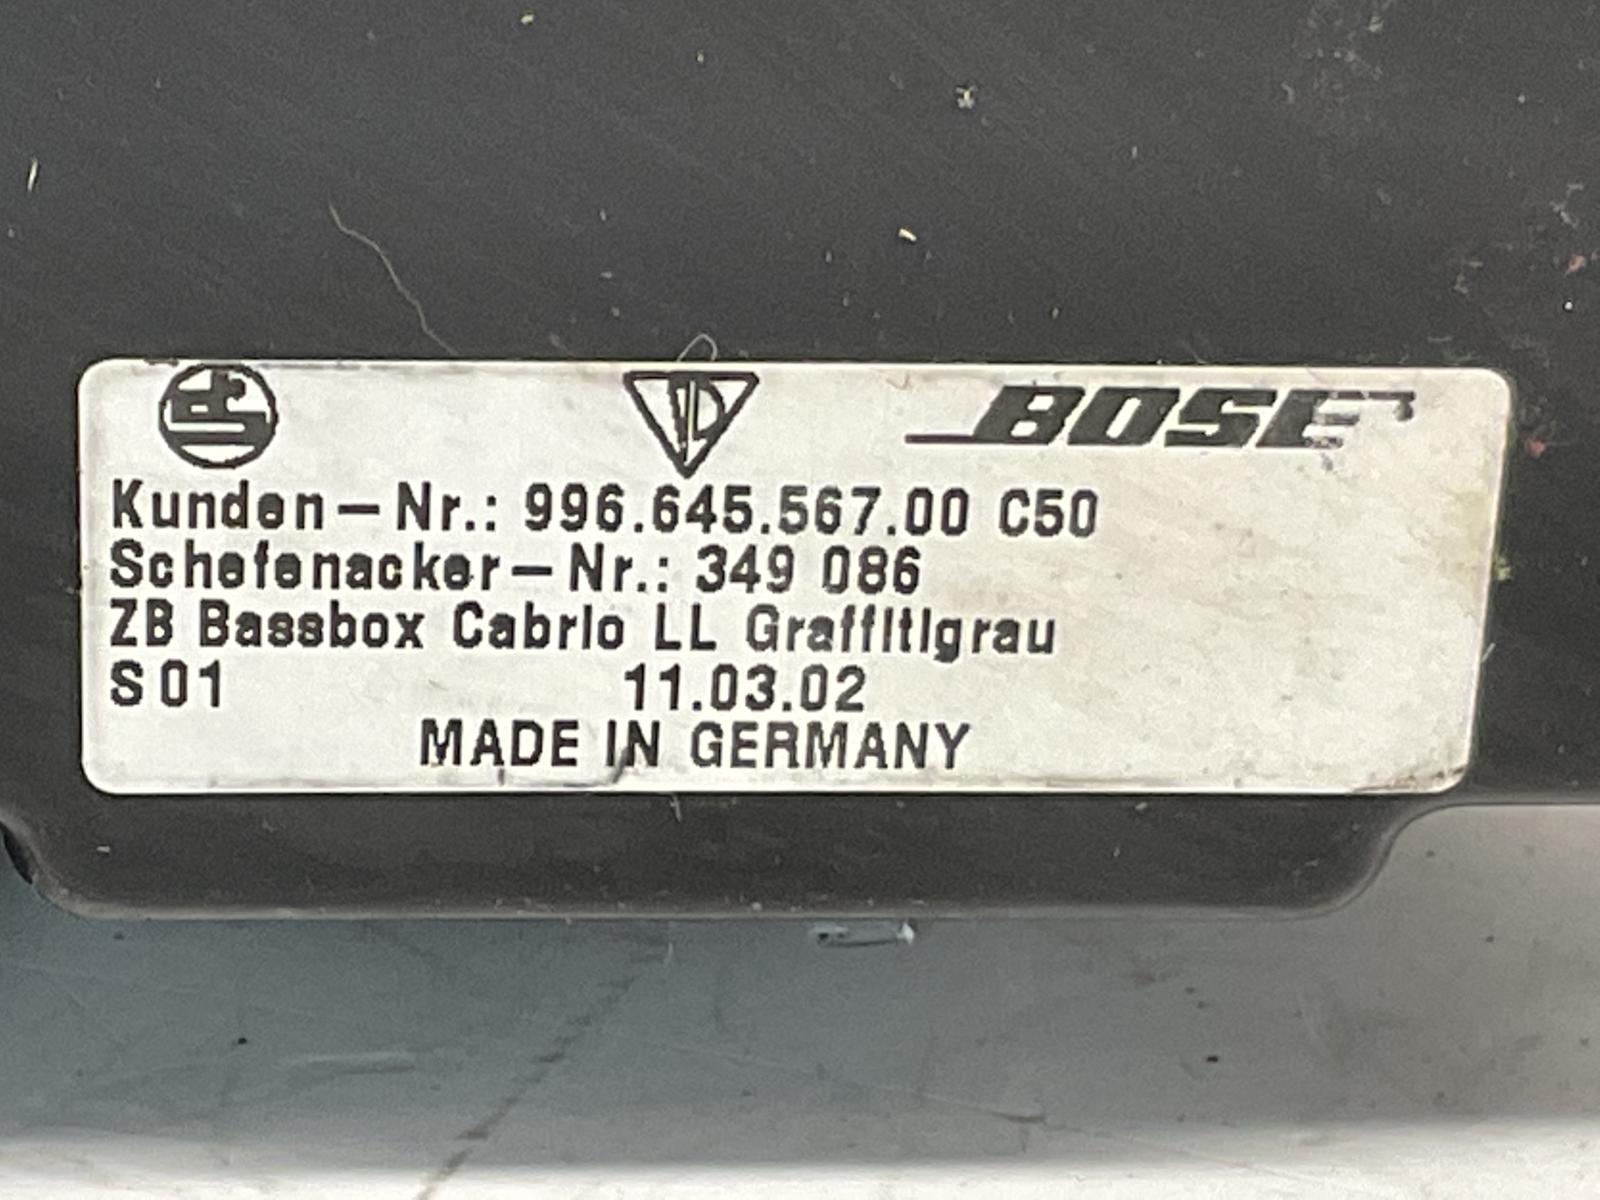 BOSE
Kunden-Nr.: 996.645.567.00 C50
Schefenacker-Nr.: 349 086
ZB Bassbox Cabrio LL Graffitigrau
S01 11.03.02
MADE IN GERMANY